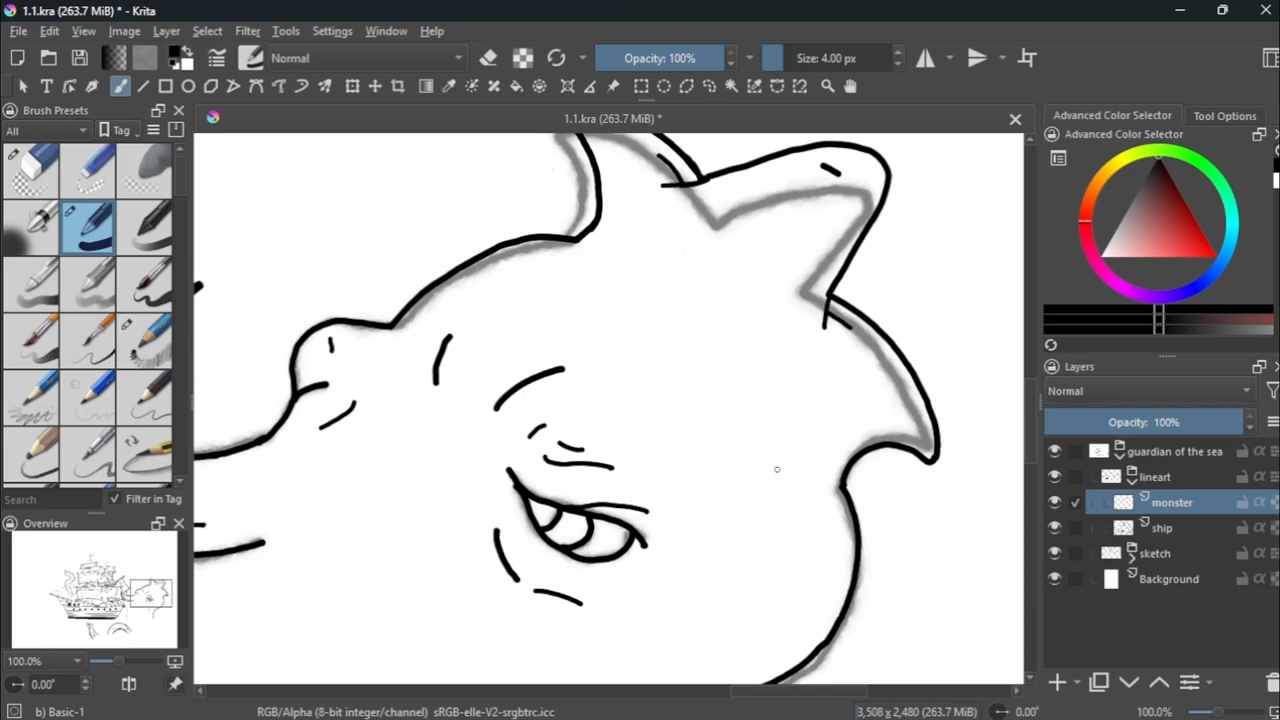 1.1.kra (263.7 MiB) * - Krita
File Edit View Image Layer Select Filter Tools Settings Window Help
Normal Opacity: 100% Size: 4.00 px
Brush Presets
All Tag
1.1.kra (263.7 MiB) *
Search Filter in Tag
Overview
100.0%
0.00°
b) Basic-1
RGB/Alpha (8-bit integer/channel) sRGB-elle-V2-srgbtrc.icc
3,508 x 2,480 (263.7 MiB)
0.00°
100.0%
Advanced Color Selector Tool Options
Advanced Color Selector
Layers
Normal
Opacity: 100%
guardian of the sea
lineart
monster
ship
sketch
Background